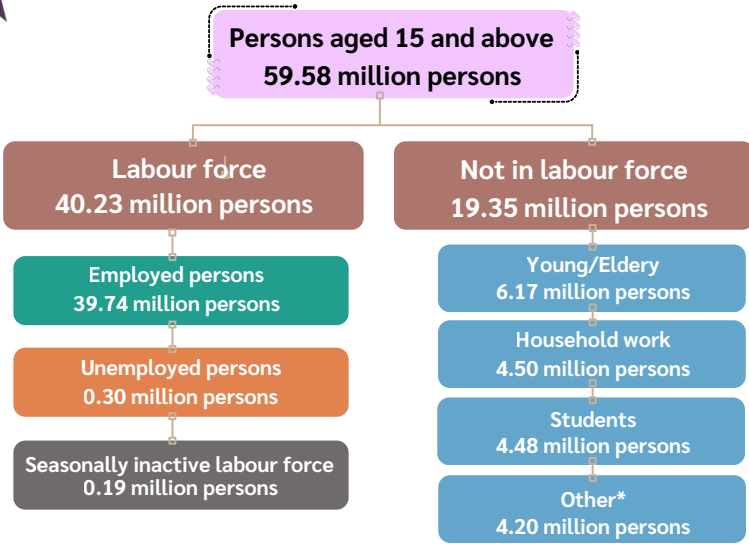 Persons aged 15 and above
59.58 million persons
Labour force
40.23 million persons
Not in labour force
19.35 million persons
Employed persons
39.74 million persons
Unemployed persons
0.30 million persons
Seasonally inactive labour force
0.19 million persons
Young/Eldery
6.17 million persons
Household work
4.50 million persons
Students
4.48 million persons
Other*
4.20 million persons